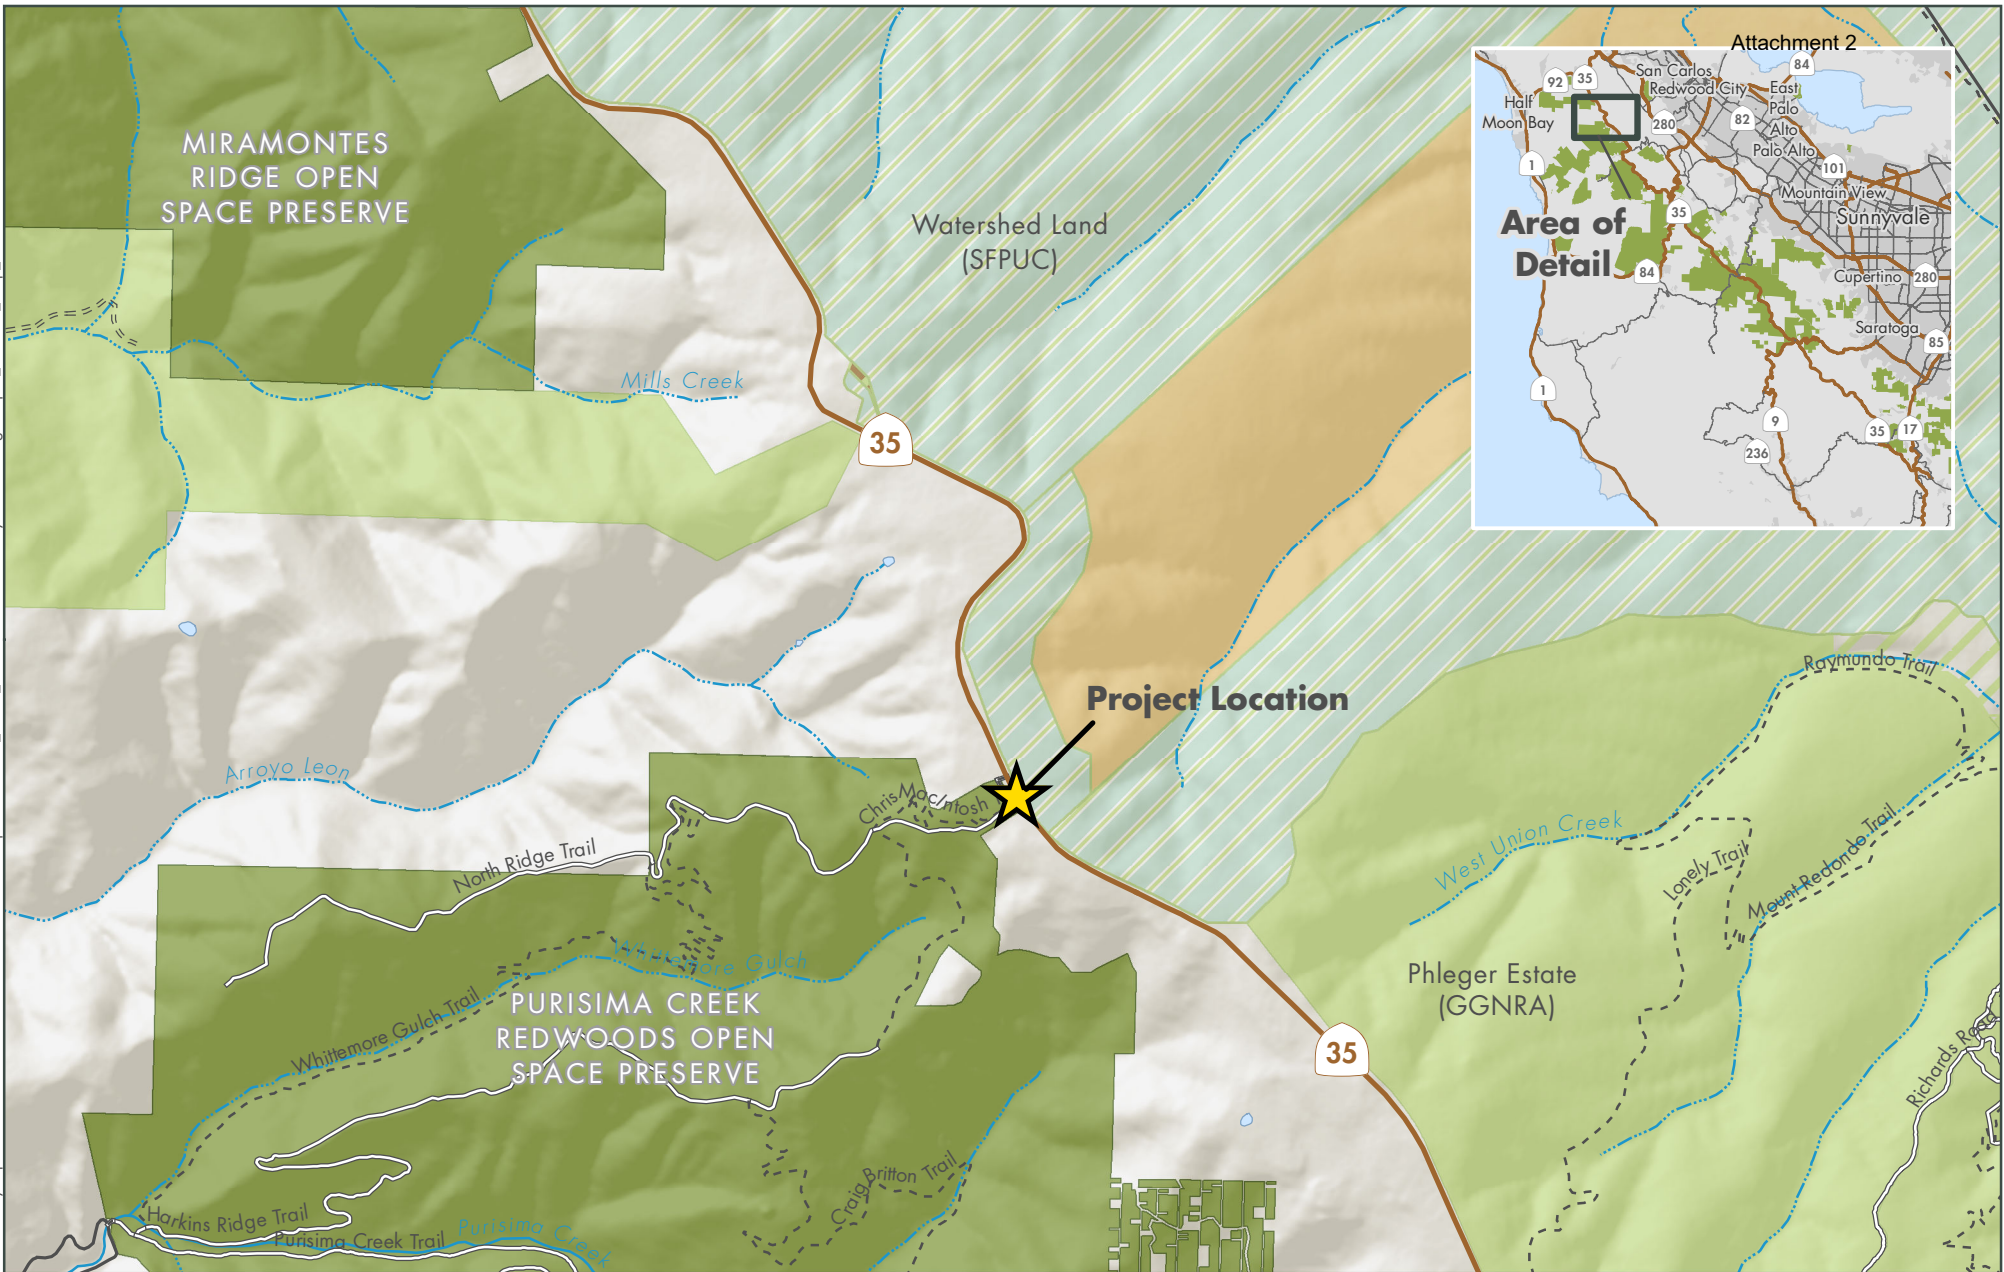 Attachment 2
MIRAMONTES
RIDGE OPEN
SPACE PRESERVE
Watershed Land
(SFPUC)
Mills Creek
35
Project Location
Arroyo Leon
Chris MacIntosh
North Ridge Trail
Whittemore Gulch
Whittemore Gulch Trail
PURISIMA CREEK
REDWOODS OPEN
SPACE PRESERVE
Craig Britton Trail
Harkins Ridge Trail
Purisima Creek Trail
Purisima Creek
Raymundo Trail
West Union Creek
Lonely Trail
Mount Redondo Trail
Phleger Estate
(GGNRA)
35
Richards Road
84
San Carlos
92
35
Redwood City
East
Palo
Alto
Half
Moon Bay
280
82
Palo Alto
1
101
Mountain View
35
Sunnyvale
Area of
Detail
84
Cupertino
280
Saratoga
85
1
9
35
17
236